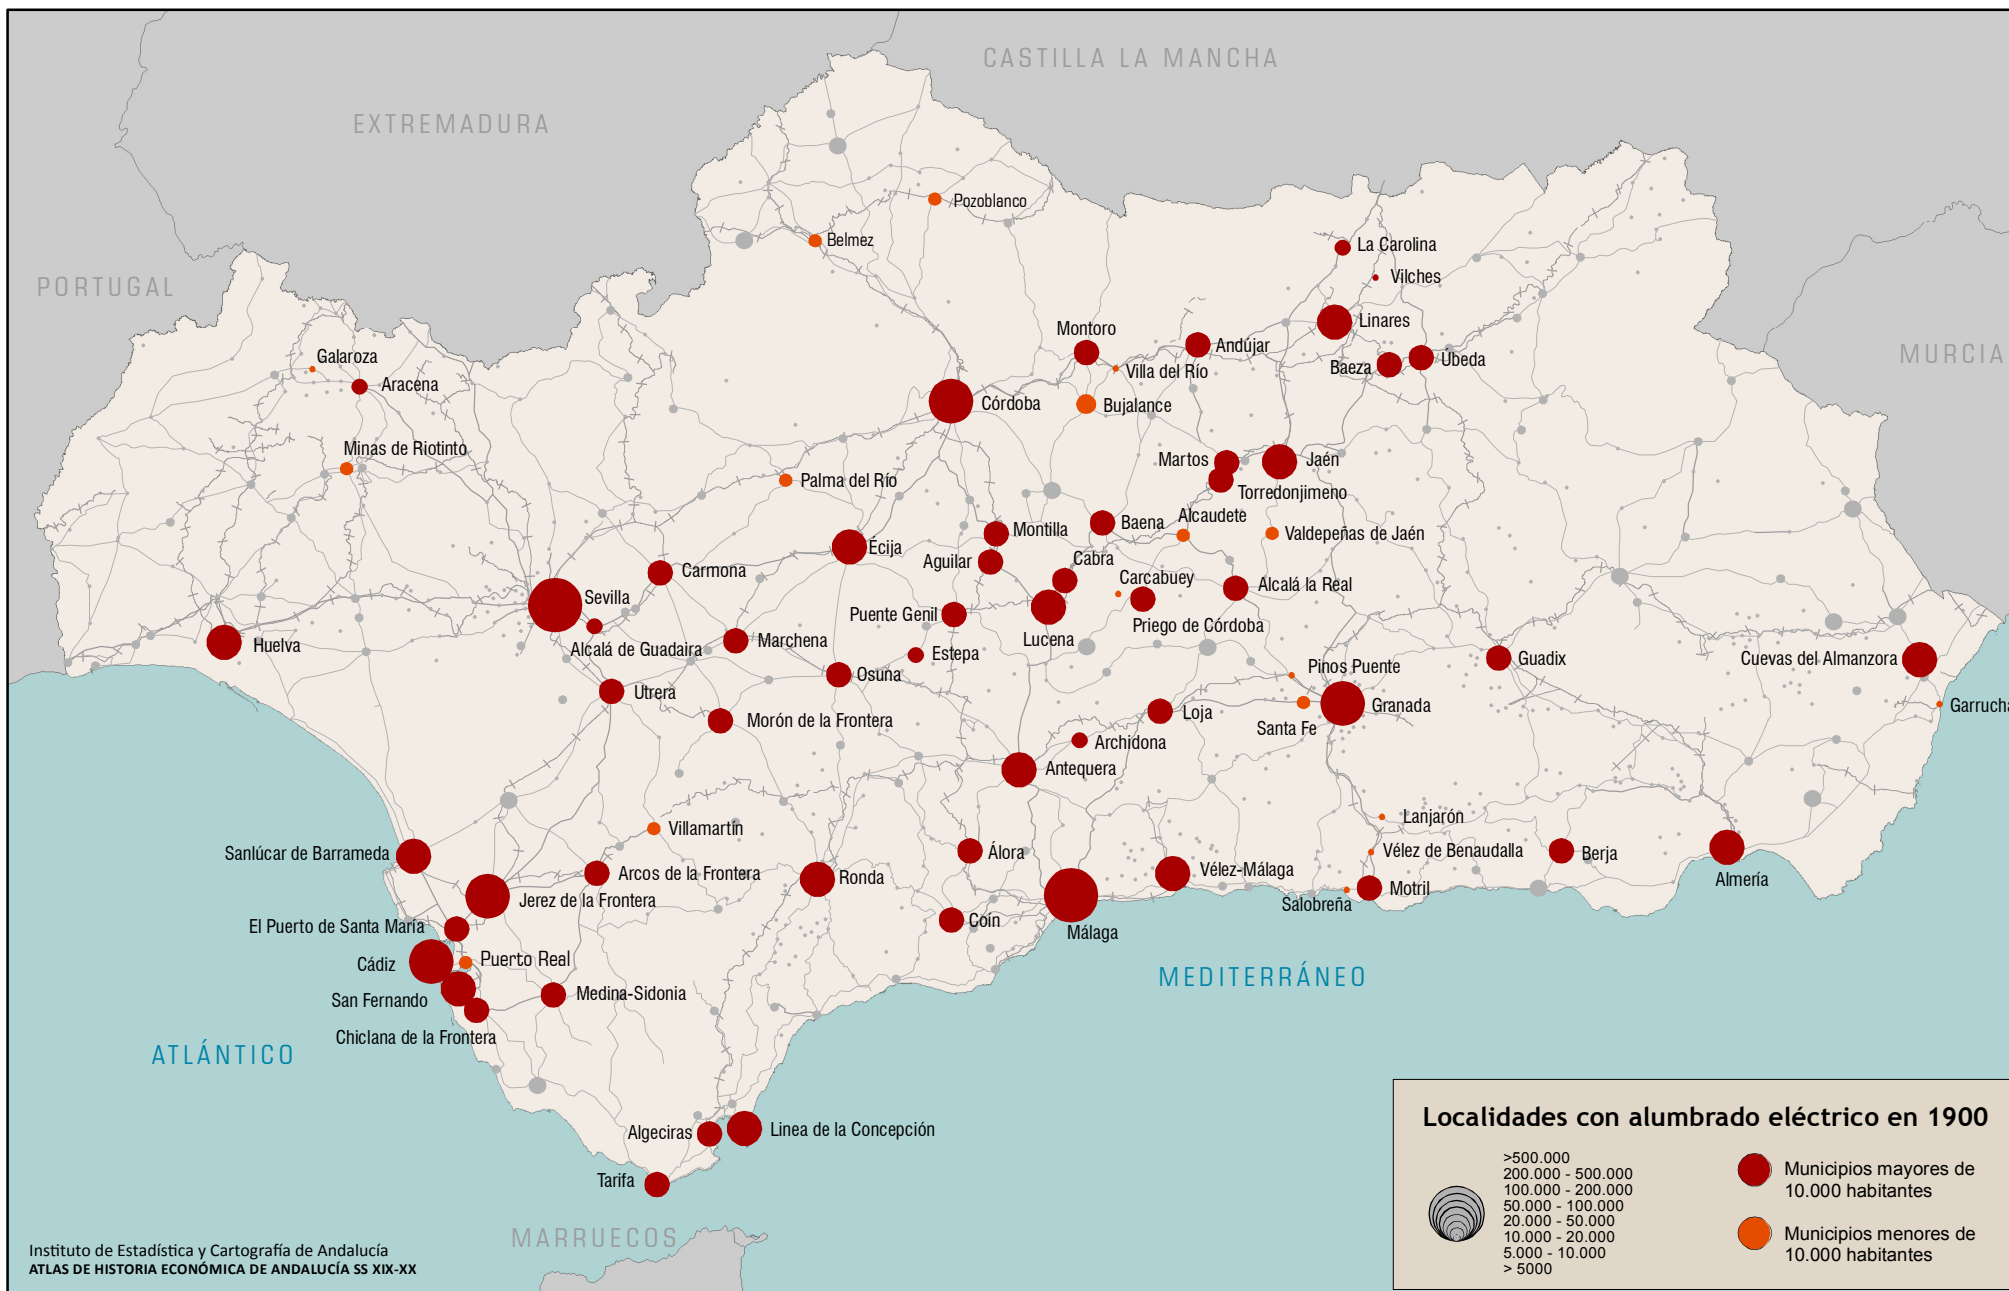 CASTILLA LA MANCHA
EXTREMADURA
PORTUGAL
MURCIA
Pozoblanco
Belmez
La Carolina
Vilches
Linares
Montoro
Andújar
Galaroza
Aracena
Villa del Río
Baeza
Úbeda
Córdoba
Bujalance
Minas de Riotinto
Martos
Jaén
Palma del Río
Torredonjimeno
Montilla
Baena
Alcaudete
Valdepeñas de Jaén
Écija
Aguilar
Cabra
Carmona
Carcabuey
Alcalá la Real
Sevilla
Puente Genil
Lucena
Priego de Córdoba
Huelva
Alcalá de Guadaira
Marchena
Estepa
Guadix
Cuevas del Almanzora
Osuna
Pinos Puente
Utrera
Granada
Garrucha
Morón de la Frontera
Loja
Santa Fe
Archidona
Antequera
Lanjarón
Villamartín
Sanlúcar de Barrameda
Álora
Vélez de Benaudalla
Berja
Arcos de la Frontera
Ronda
Vélez-Málaga
Almería
Jerez de la Frontera
Motril
Salobreña
El Puerto de Santa María
Coín
Málaga
Cádiz
Puerto Real
MEDITERRÁNEO
San Fernando
Medina-Sidonia
Chiclana de la Frontera
ATLÁNTICO
Algeciras
Linea de la Concepción
Tarifa
MARRUECOS
Localidades con alumbrado eléctrico en 1900
>500.000
200.000 - 500.000
100.000 - 200.000
50.000 - 100.000
20.000 - 50.000
10.000 - 20.000
5.000 - 10.000
> 5000
Municipios mayores de
10.000 habitantes
Municipios menores de
10.000 habitantes
Instituto de Estadística y Cartografía de Andalucía
ATLAS DE HISTORIA ECONÓMICA DE ANDALUCÍA SS XIX-XX